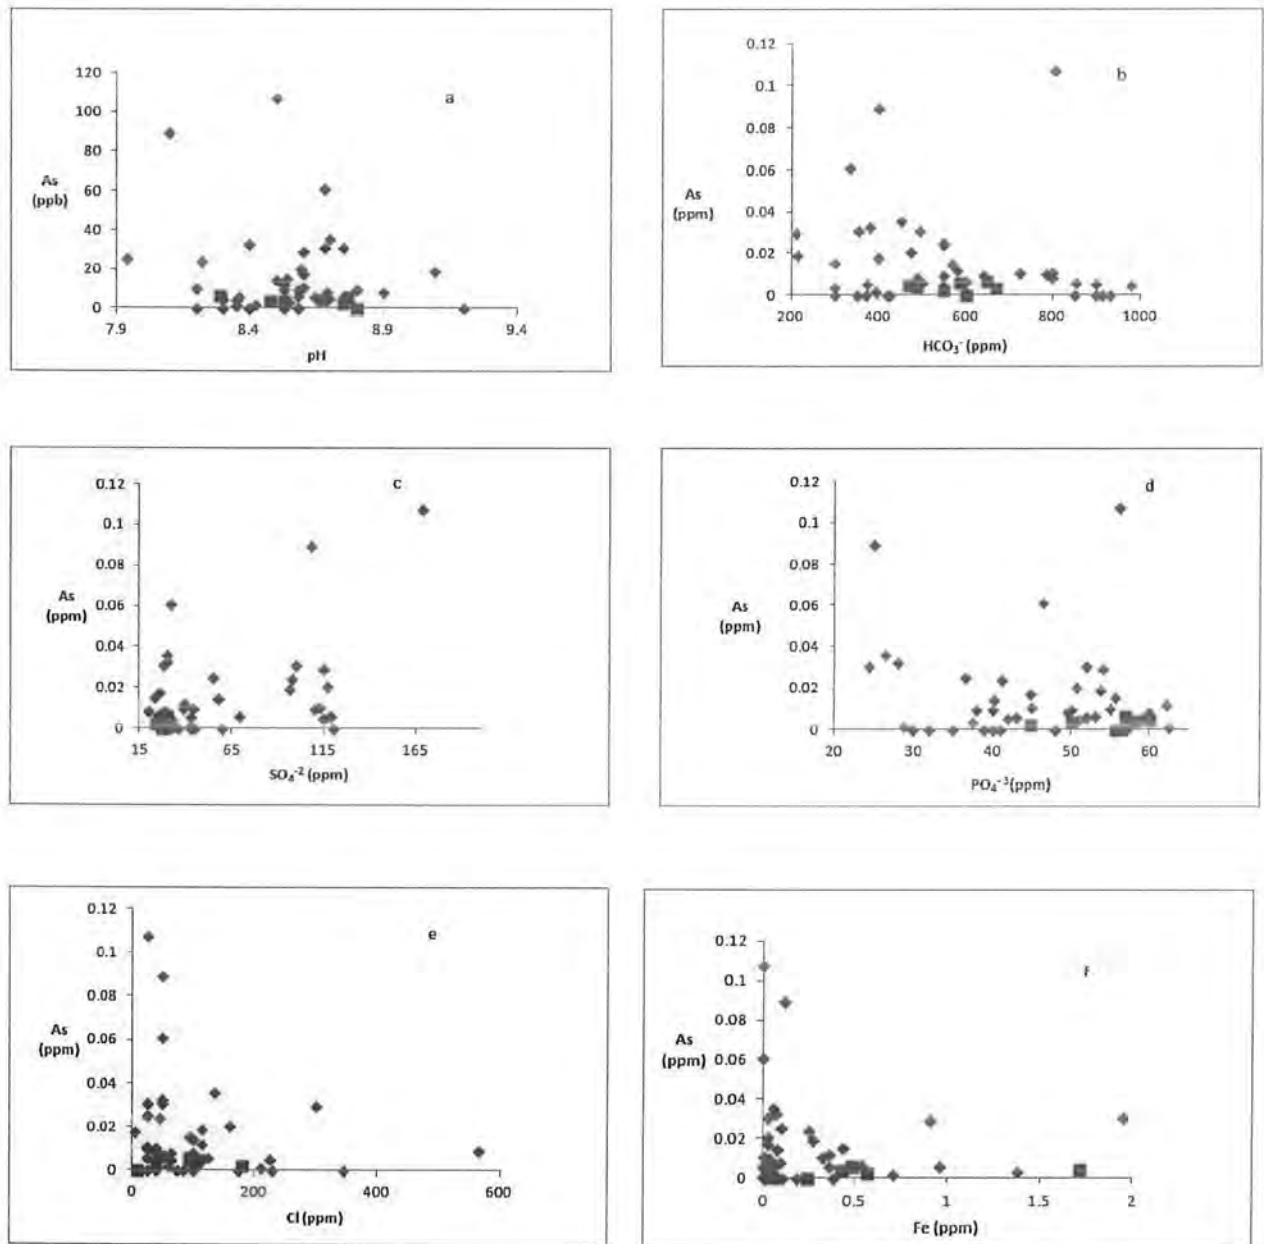 a
120
100
80
60
40
20
0
As
(ppb)
7.9 8.4 8.9 9.4
pH
b
0.12
0.1
0.08
0.06
0.04
0.02
0
As
(ppm)
200 400 600 800 1000
HCO₃⁻ (ppm)
c
0.12
0.1
0.08
0.06
0.04
0.02
0
As
(ppm)
15 65 115 165
SO₄⁻² (ppm)
d
0.12
0.1
0.08
0.06
0.04
0.02
0
As
(ppm)
20 30 40 50 60
PO₄⁻³(ppm)
e
0.12
0.1
0.08
0.06
0.04
0.02
0
As
(ppm)
0 200 400 600
Cl (ppm)
f
0.12
0.1
0.08
0.06
0.04
0.02
0
As
(ppm)
0 0.5 1 1.5 2
Fe (ppm)